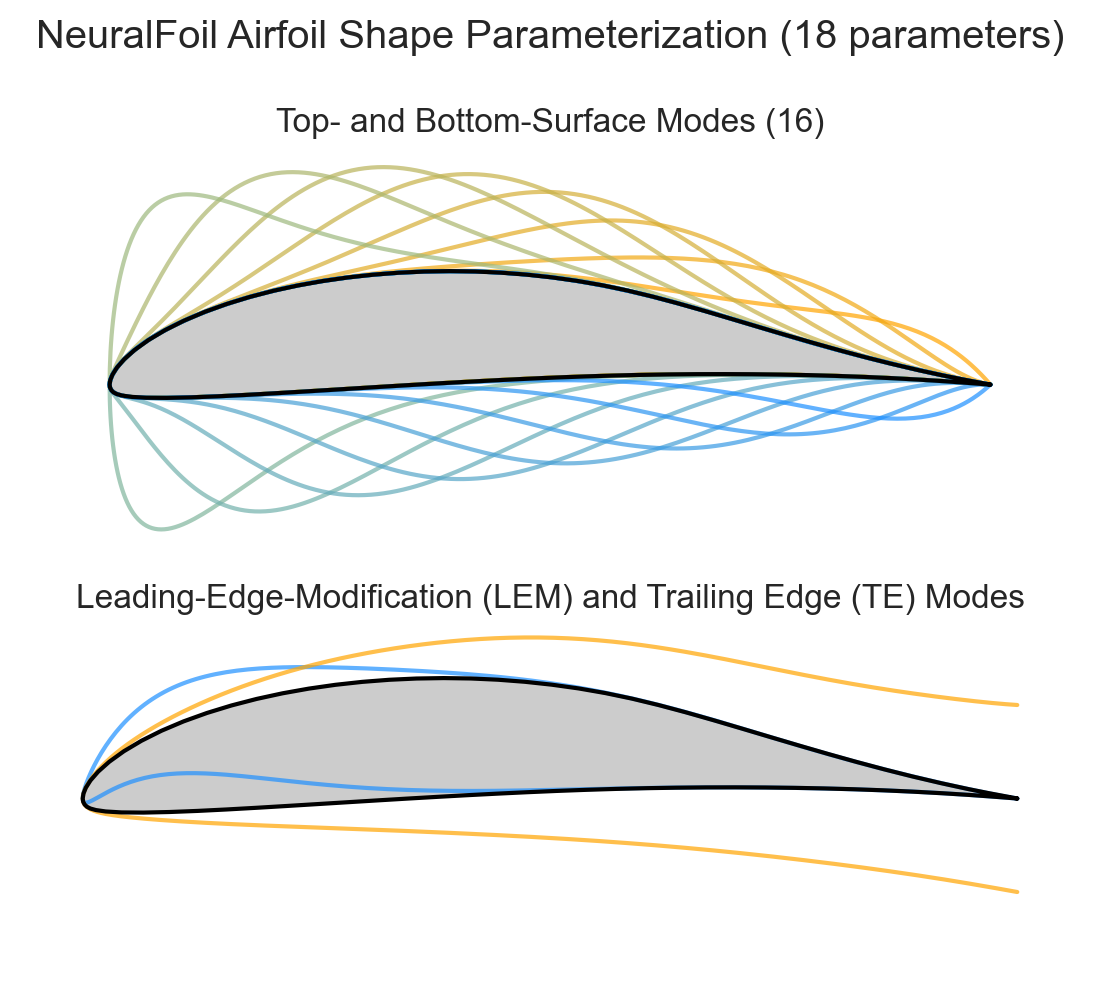 NeuralFoil Airfoil Shape Parameterization (18 parameters)
Top- and Bottom-Surface Modes (16)
Leading-Edge-Modification (LEM) and Trailing Edge (TE) Modes